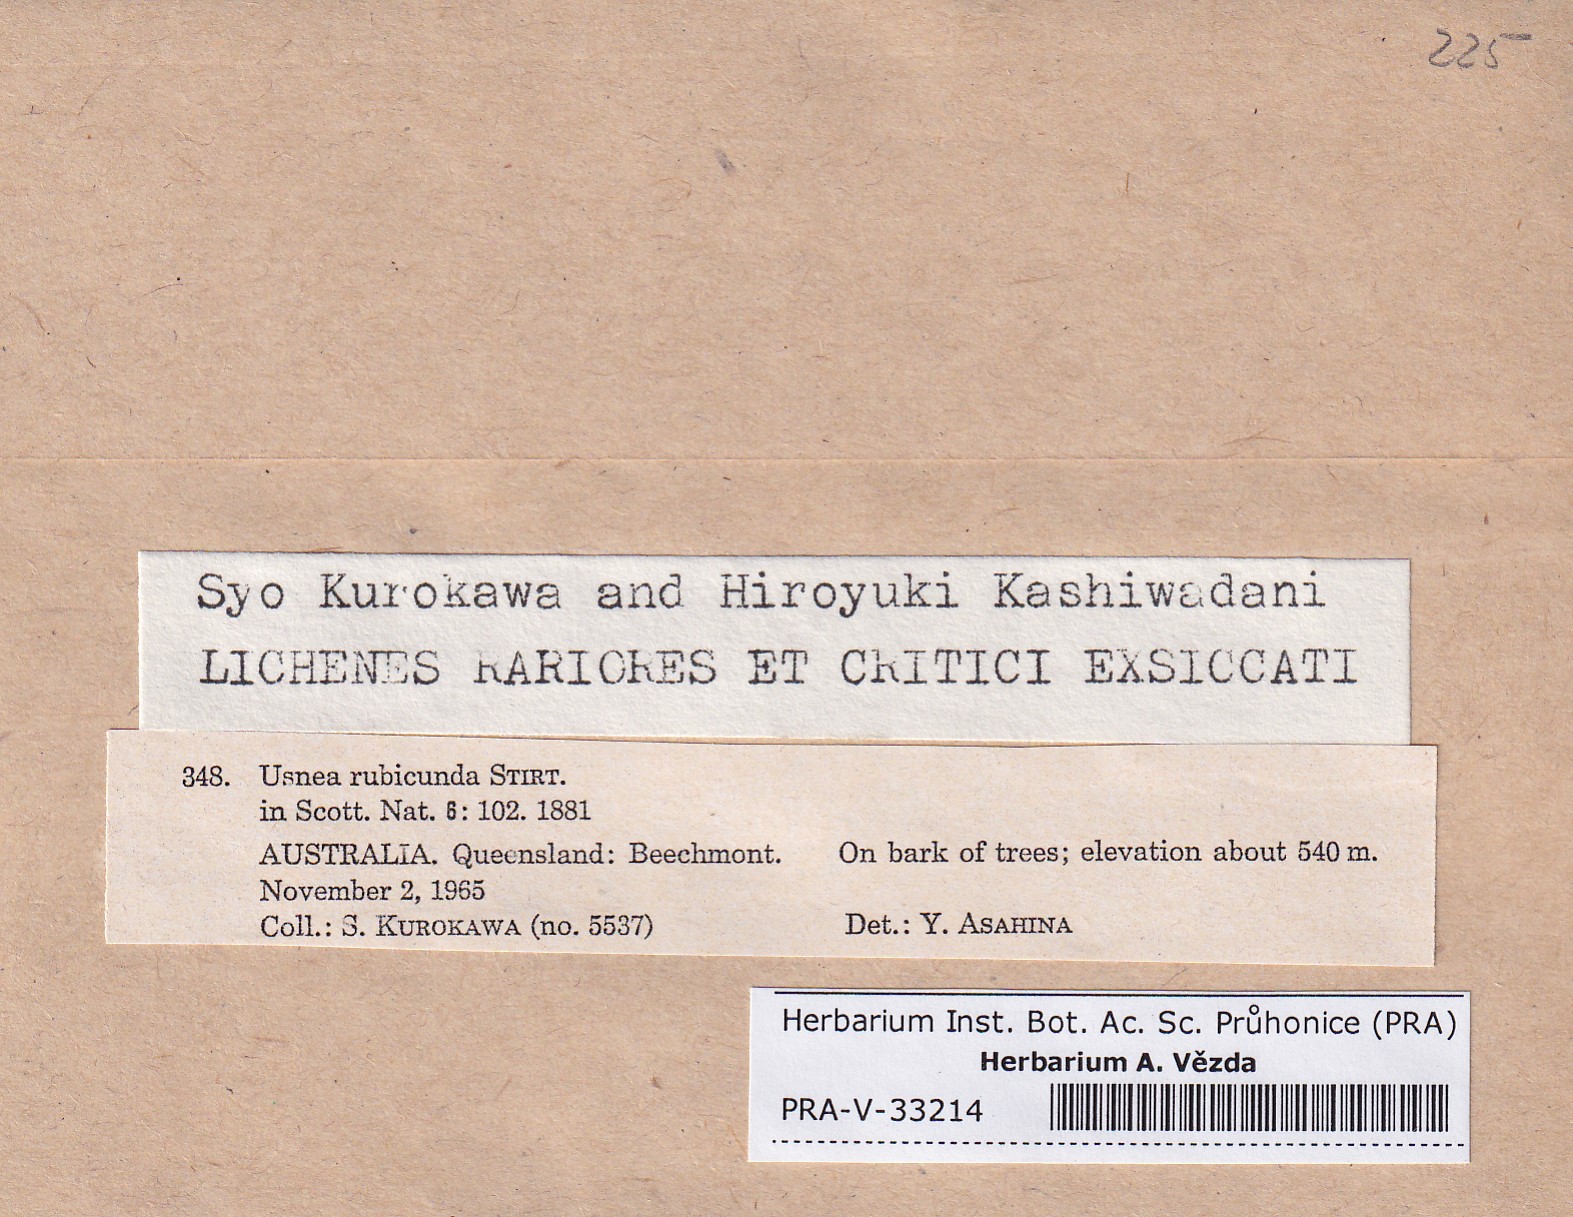 225
Syo Kurokawa and Hiroyuki Kashiwadani
LICHENES RARIORES ET CRITICI EXSICCATI
348. Usnea rubicunda STIRT.
in Scott. Nat. 6: 102. 1881
AUSTRALIA. Queensland: Beechmont. On bark of trees; elevation about 540 m.
November 2, 1965
Coll.: S. KUROKAWA (no. 5537) Det.: Y. ASAHINA
Herbarium Inst. Bot. Ac. Sc. Průhonice (PRA)
Herbarium A. Vězda
PRA-V-33214